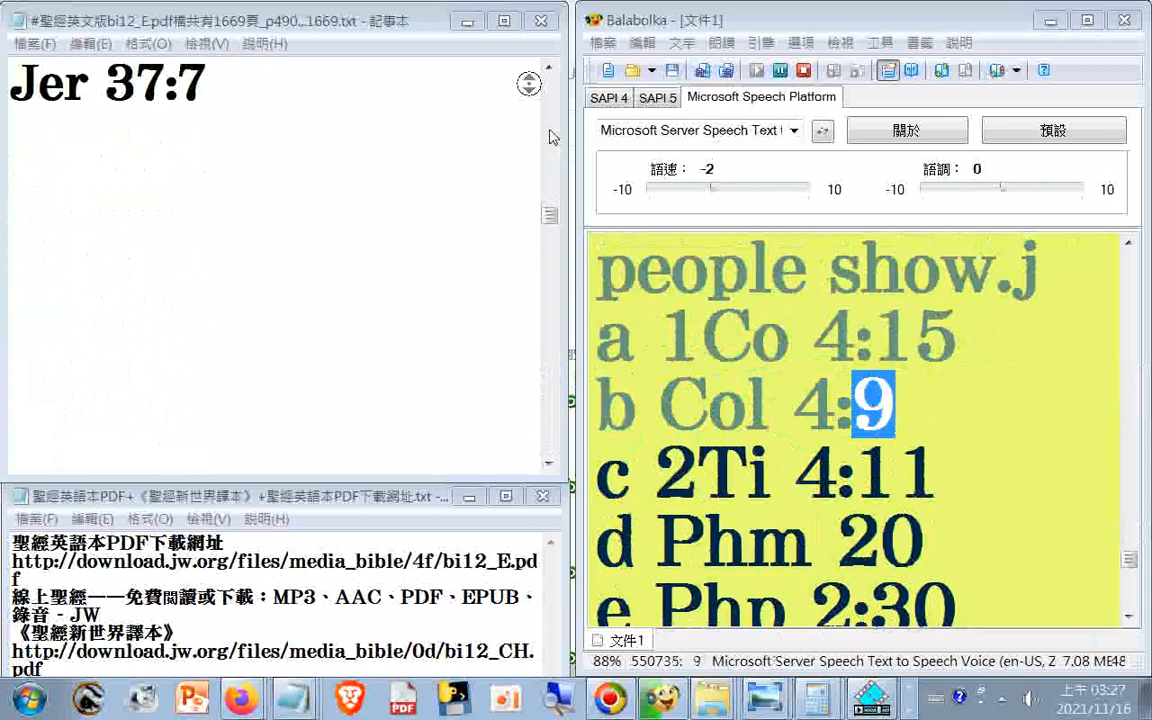 #聖經英文版bi12_E.pdf檔共有1669頁_p490,..1669.txt - 記事本
檔案(F) 編輯(E) 格式(O) 檢視(V) 說明(H)
Jer 37:7
聖經英語本PDF+《聖經新世界譯本》+聖經英語本PDF下載網址.txt -...
檔案(F) 編輯(E) 格式(O) 檢視(V) 說明(H)
聖經英語本PDF下載網址
http://download.jw.org/files/media_bible/4f/bi12_E.pd
f
線上聖經——免費閱讀或下載：MP3、AAC、PDF、EPUB、
錄音 - JW
《聖經新世界譯本》
http://download.jw.org/files/media_bible/0d/bi12_CH.
pdf
Balabolka - [文件1]
檔案 編輯 文字 朗讀 引擎 選項 檢視 工具 書籤 說明
SAPI 4 SAPI 5 Microsoft Speech Platform
Microsoft Server Speech Text 關於 預設
語速： -2 語調： 0
-10 10 -10 10
people show.j
a 1Co 4:15
b Col 4:9
c 2Ti 4:11
d Phm 20
e Php 2:30
文件1
88% 550735: 9 Microsoft Server Speech Text to Speech Voice (en-US, Z 7.08 ME48
上午 03:27
2021/11/16